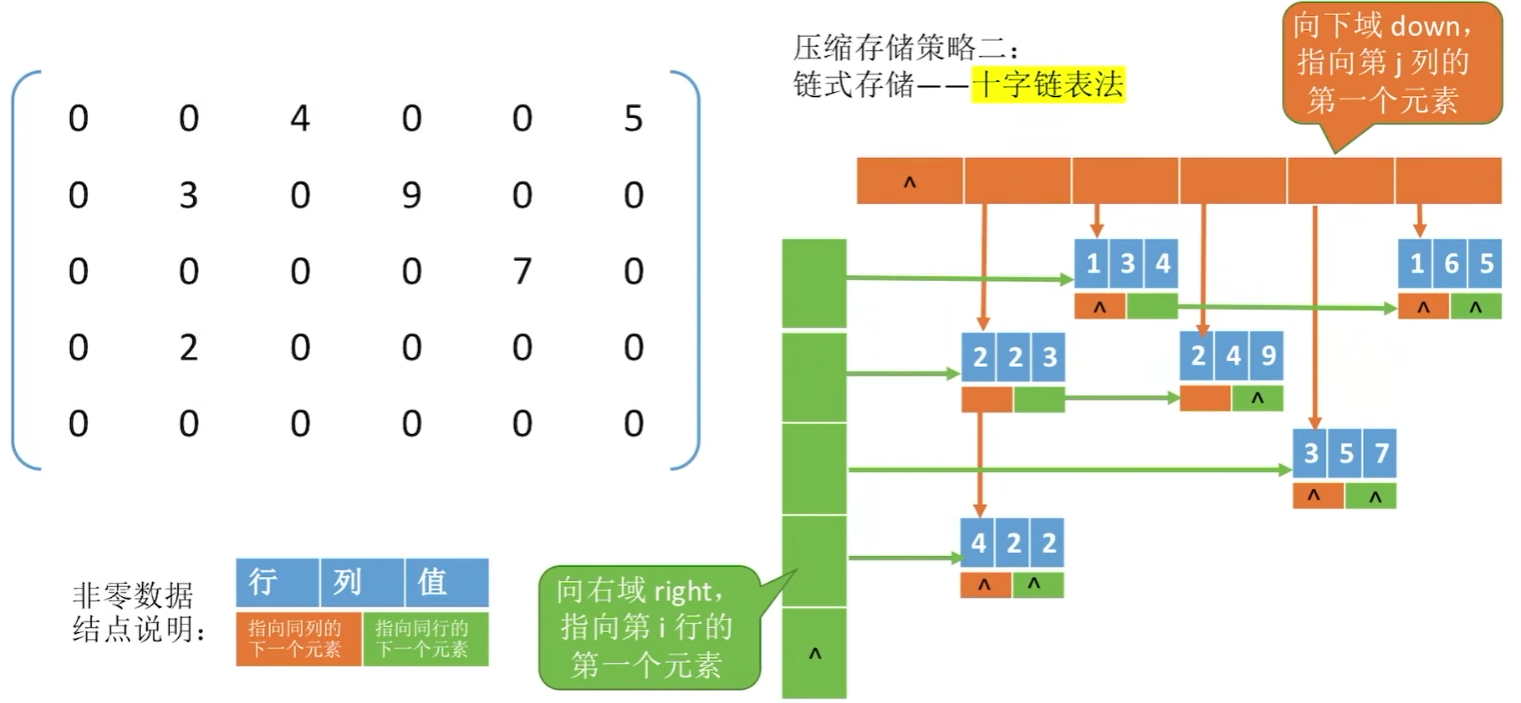 0 0 4 0 0 5
0 3 0 9 0 0
0 0 0 0 7 0
0 2 0 0 0 0
0 0 0 0 0 0
压缩存储策略二：
链式存储——十字链表法
向下域 down，
指向第 j 列的
第一个元素
^
1 3 4
^
1 6 5
^ ^
2 2 3
2 4 9
^
3 5 7
^ ^
4 2 2
^ ^
^
向右域 right，
指向第 i 行的
第一个元素
非零数据
结点说明：
行 列 值
指向同列的
下一个元素
指向同行的
下一个元素